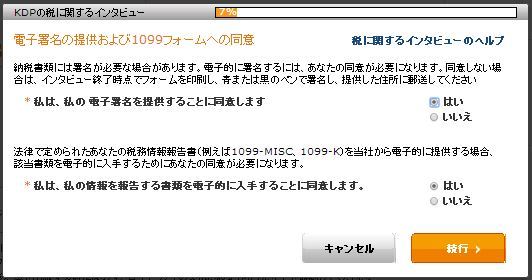 KDPの税に関するインタビュー
7%
電子署名の提供および1099フォームへの同意
税に関するインタビューのヘルプ
納税書類には署名が必要な場合があります。電子的に署名するには、あなたの同意が必要になります。同意しない場
合は、インタビュー終了時点でフォームを印刷し、青または黒のペンで署名し、提供した住所に郵送してください
* 私は、私の 電子署名を提供することに同意します
はい
いいえ
法律で定められたあなたの税務情報報告書(例えば1099-MISC、1099-K)を当社から電子的に提供する場合、
該当書類を電子的に入手するためにあなたの同意が必要になります。
* 私は、私の情報を報告する書類を電子的に入手することに同意します。
はい
いいえ
キャンセル
続行